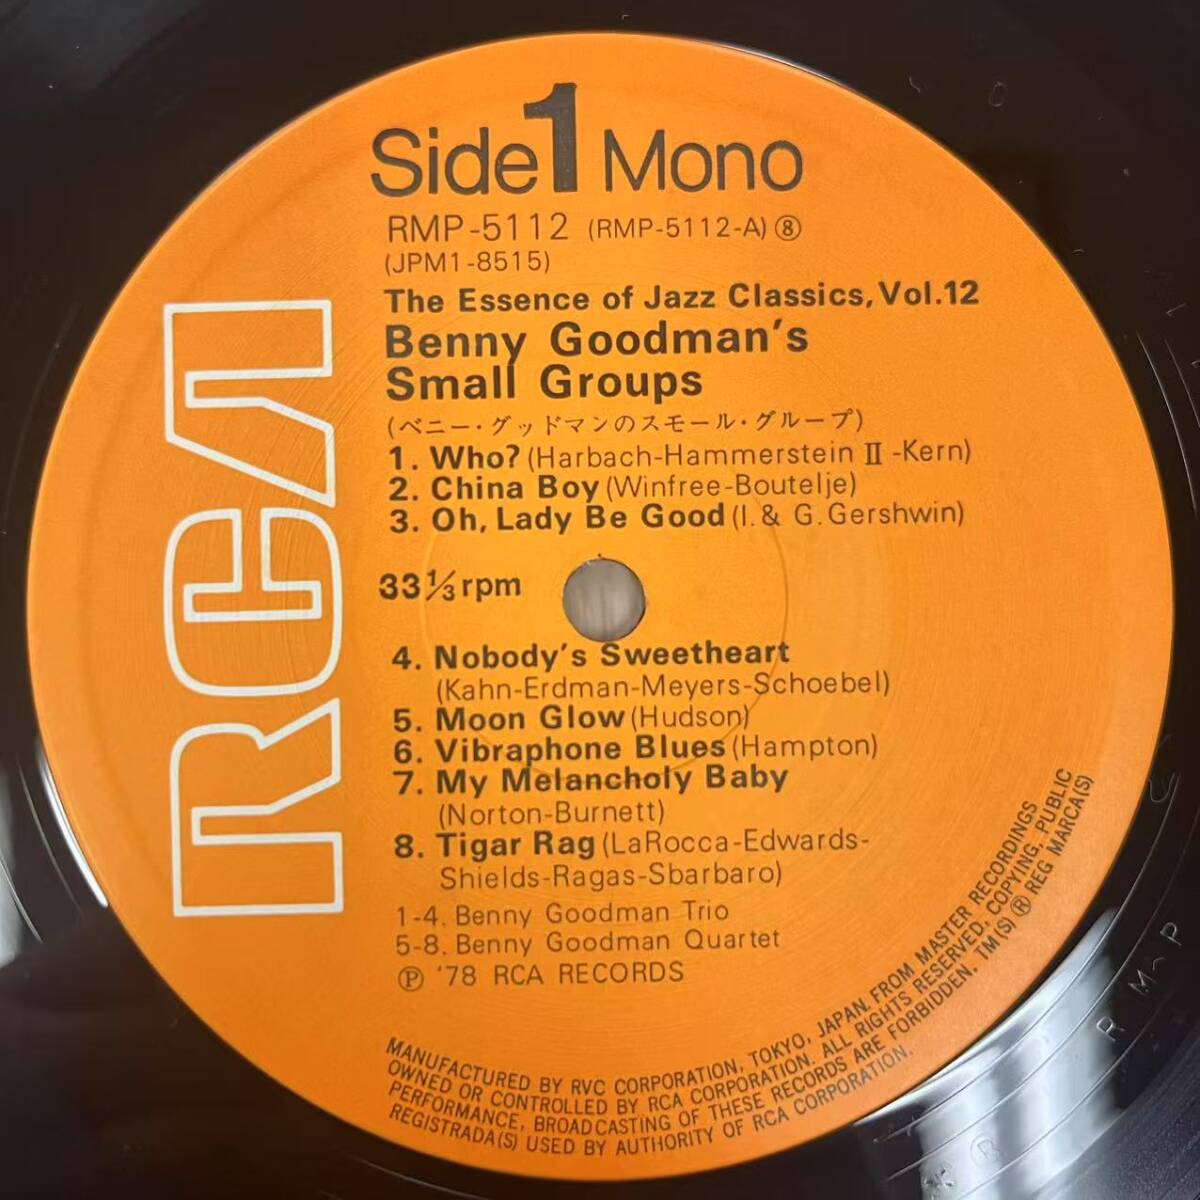 Side 1 Mono
RMP-5112 (RMP-5112-A) ⑧
(JPM1-8515)
The Essence of Jazz Classics, Vol.12
Benny Goodman's
Small Groups
(ベニー・グッドマンのスモール・グループ)
1. Who? (Harbach-Hammerstein Ⅱ-Kern)
2. China Boy (Winfree-Boutelje)
3. Oh, Lady Be Good (I. & G. Gershwin)
33 1/3 rpm
4. Nobody's Sweetheart
(Kahn-Erdman-Meyers-Schoebel)
5. Moon Glow (Hudson)
6. Vibraphone Blues (Hampton)
7. My Melancholy Baby
(Norton-Burnett)
8. Tigar Rag (LaRocca-Edwards-
Shields-Ragas-Sbarbaro)
1-4. Benny Goodman Trio
5-8. Benny Goodman Quartet
Ⓟ '78 RCA RECORDS
RCA
MANUFACTURED BY RVC CORPORATION, TOKYO, JAPAN. FROM MASTER RECORDINGS
OWNED OR CONTROLLED BY RCA CORPORATION. ALL RIGHTS RESERVED; COPYING, PUBLIC
PERFORMANCE, BROADCASTING OF THESE RECORDS ARE FORBIDDEN. TM(S) ® REG MARCA(S)
REGISTRADA(S) USED BY AUTHORITY OF RCA CORPORATION.
R M P